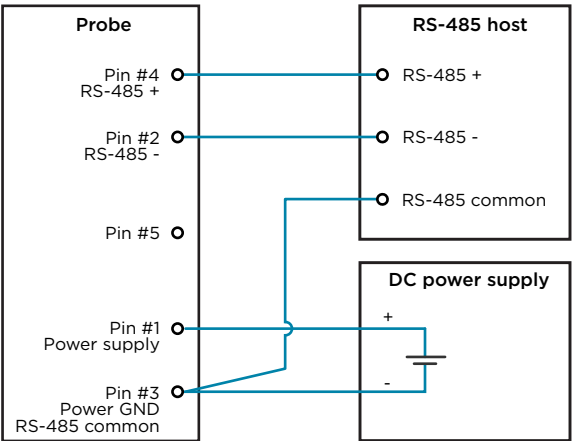 Probe
Pin #4
RS-485 +
Pin #2
RS-485 -
Pin #5
Pin #1
Power supply
Pin #3
Power GND
RS-485 common
RS-485 host
RS-485 +
RS-485 -
RS-485 common
DC power supply
+
-